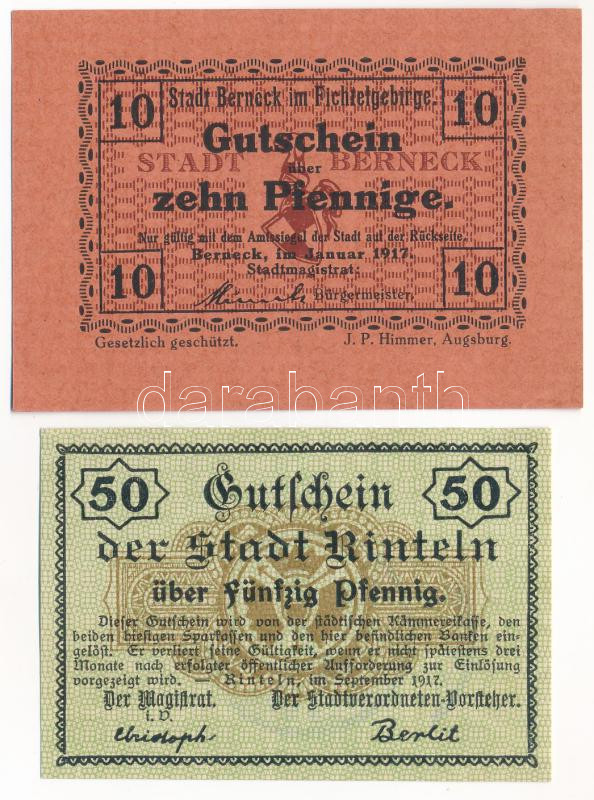 10 Stadt Berneck im Fichtelgebirge. 10
Gutschein
STADT über BERNECK
zehn Pfennige.
Nur gültig mit dem Amtssiegel der Stadt auf der Rückseite.
Berneck, im Januar 1917.
Stadtmagistrat:
10 Bürgermeister, 10
Gesetzlich geschützt. J. P. Himmer, Augsburg.
darabanth
50 Gutschein 50
der Stadt Rinteln
über Fünfzig Pfennig.
Dieser Gutschein wird von der städtischen Kämmereikasse, den
beiden hiesigen Sparkassen und den hier befindlichen Banken ein-
gelöst. Er verliert seine Gültigkeit, wenn er nicht spätestens drei
Monate nach erfolgter öffentlicher Aufforderung zur Einlösung
vorgezeigt wird. — Rinteln, im September 1917.
Der Magistrat. Der Stadtverordneten-Vorsteher.
i. V.
Christoph Berlit